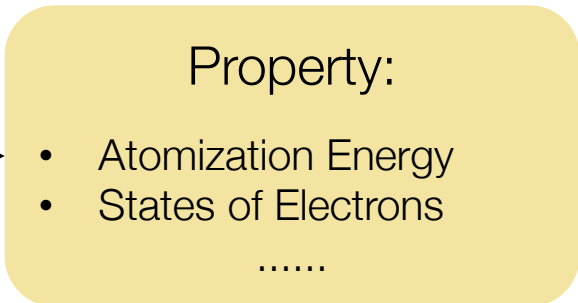 Property:
• Atomization Energy
• States of Electrons
......